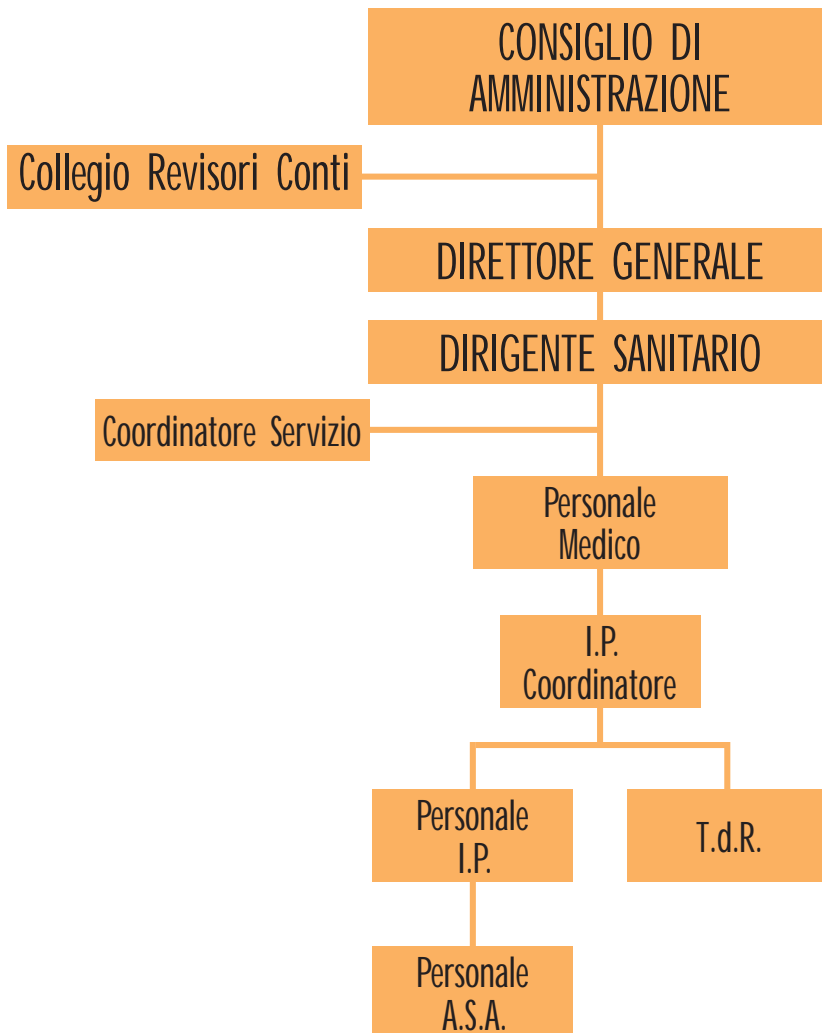 CONSIGLIO DI
AMMINISTRAZIONE
Collegio Revisori Conti
DIRETTORE GENERALE
DIRIGENTE SANITARIO
Coordinatore Servizio
Personale
Medico
I.P.
Coordinatore
Personale
I.P.
T.d.R.
Personale
A.S.A.